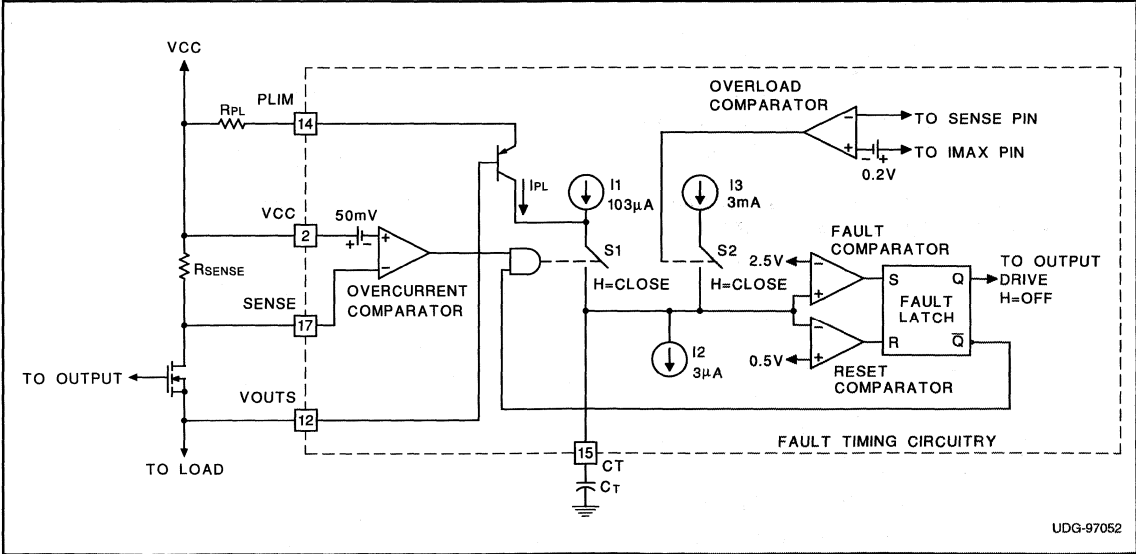 VCC
RPL
PLIM
14
OVERLOAD
COMPARATOR
−
+
TO SENSE PIN
− +
TO IMAX PIN
0.2V
IPL
I1
103µA
I3
3mA
VCC
2
50mV
+ −
+
−
OVERCURRENT
COMPARATOR
S1
H=CLOSE
S2
H=CLOSE
FAULT
COMPARATOR
2.5V
−
+
S
Q
FAULT
LATCH
R
Q̅
TO OUTPUT
DRIVE
H=OFF
RSENSE
SENSE
17
I2
3µA
−
+
0.5V
RESET
COMPARATOR
TO OUTPUT
VOUTS
12
TO LOAD
15
CT
CT
FAULT TIMING CIRCUITRY
UDG-97052